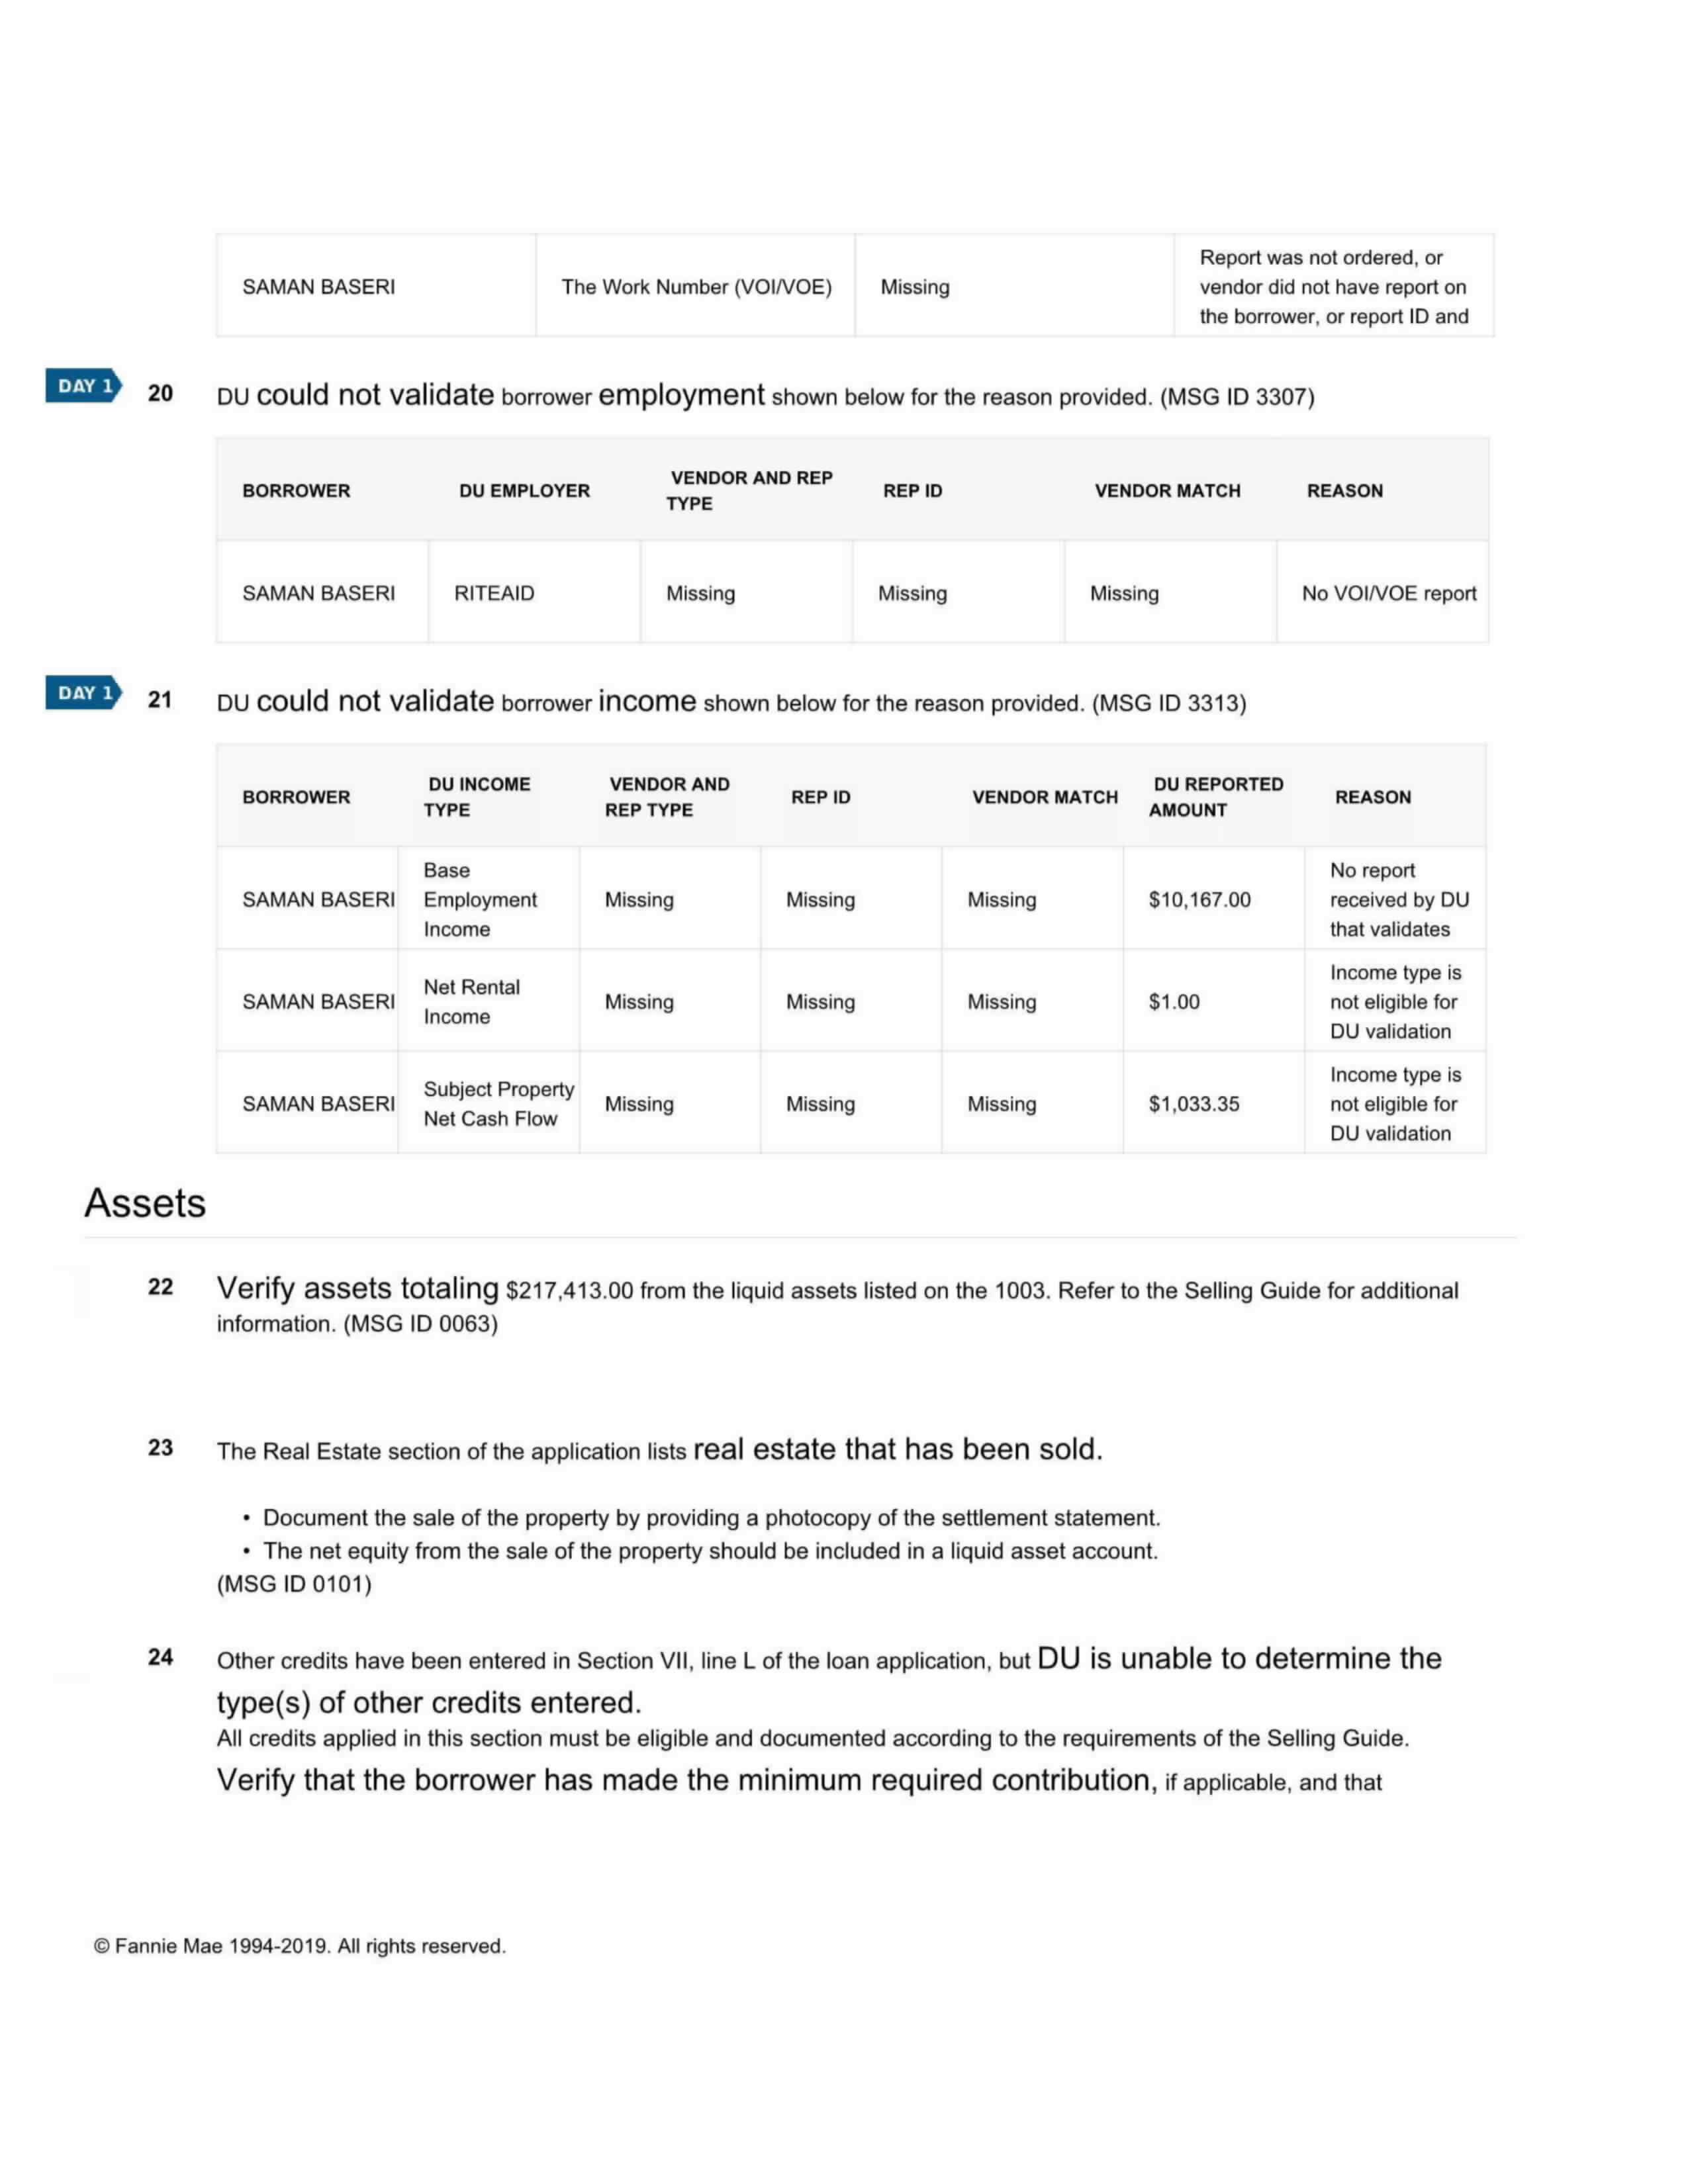 SAMAN BASERI The Work Number (VOI/VOE) Missing Report was not ordered, or
vendor did not have report on
the borrower, or report ID and
DAY 1 20 DU could not validate borrower employment shown below for the reason provided. (MSG ID 3307)
BORROWER DU EMPLOYER VENDOR AND REP TYPE REP ID VENDOR MATCH REASON
SAMAN BASERI RITEAID Missing Missing Missing No VOI/VOE report
DAY 1 21 DU could not validate borrower income shown below for the reason provided. (MSG ID 3313)
BORROWER DU INCOME TYPE VENDOR AND REP TYPE REP ID VENDOR MATCH DU REPORTED AMOUNT REASON
SAMAN BASERI Base Employment Income Missing Missing Missing $10,167.00 No report received by DU that validates
SAMAN BASERI Net Rental Income Missing Missing Missing $1.00 Income type is not eligible for DU validation
SAMAN BASERI Subject Property Net Cash Flow Missing Missing Missing $1,033.35 Income type is not eligible for DU validation
Assets
22 Verify assets totaling $217,413.00 from the liquid assets listed on the 1003. Refer to the Selling Guide for additional
information. (MSG ID 0063)
23 The Real Estate section of the application lists real estate that has been sold.
• Document the sale of the property by providing a photocopy of the settlement statement.
• The net equity from the sale of the property should be included in a liquid asset account.
(MSG ID 0101)
24 Other credits have been entered in Section VII, line L of the loan application, but DU is unable to determine the
type(s) of other credits entered.
All credits applied in this section must be eligible and documented according to the requirements of the Selling Guide.
Verify that the borrower has made the minimum required contribution, if applicable, and that
© Fannie Mae 1994-2019. All rights reserved.